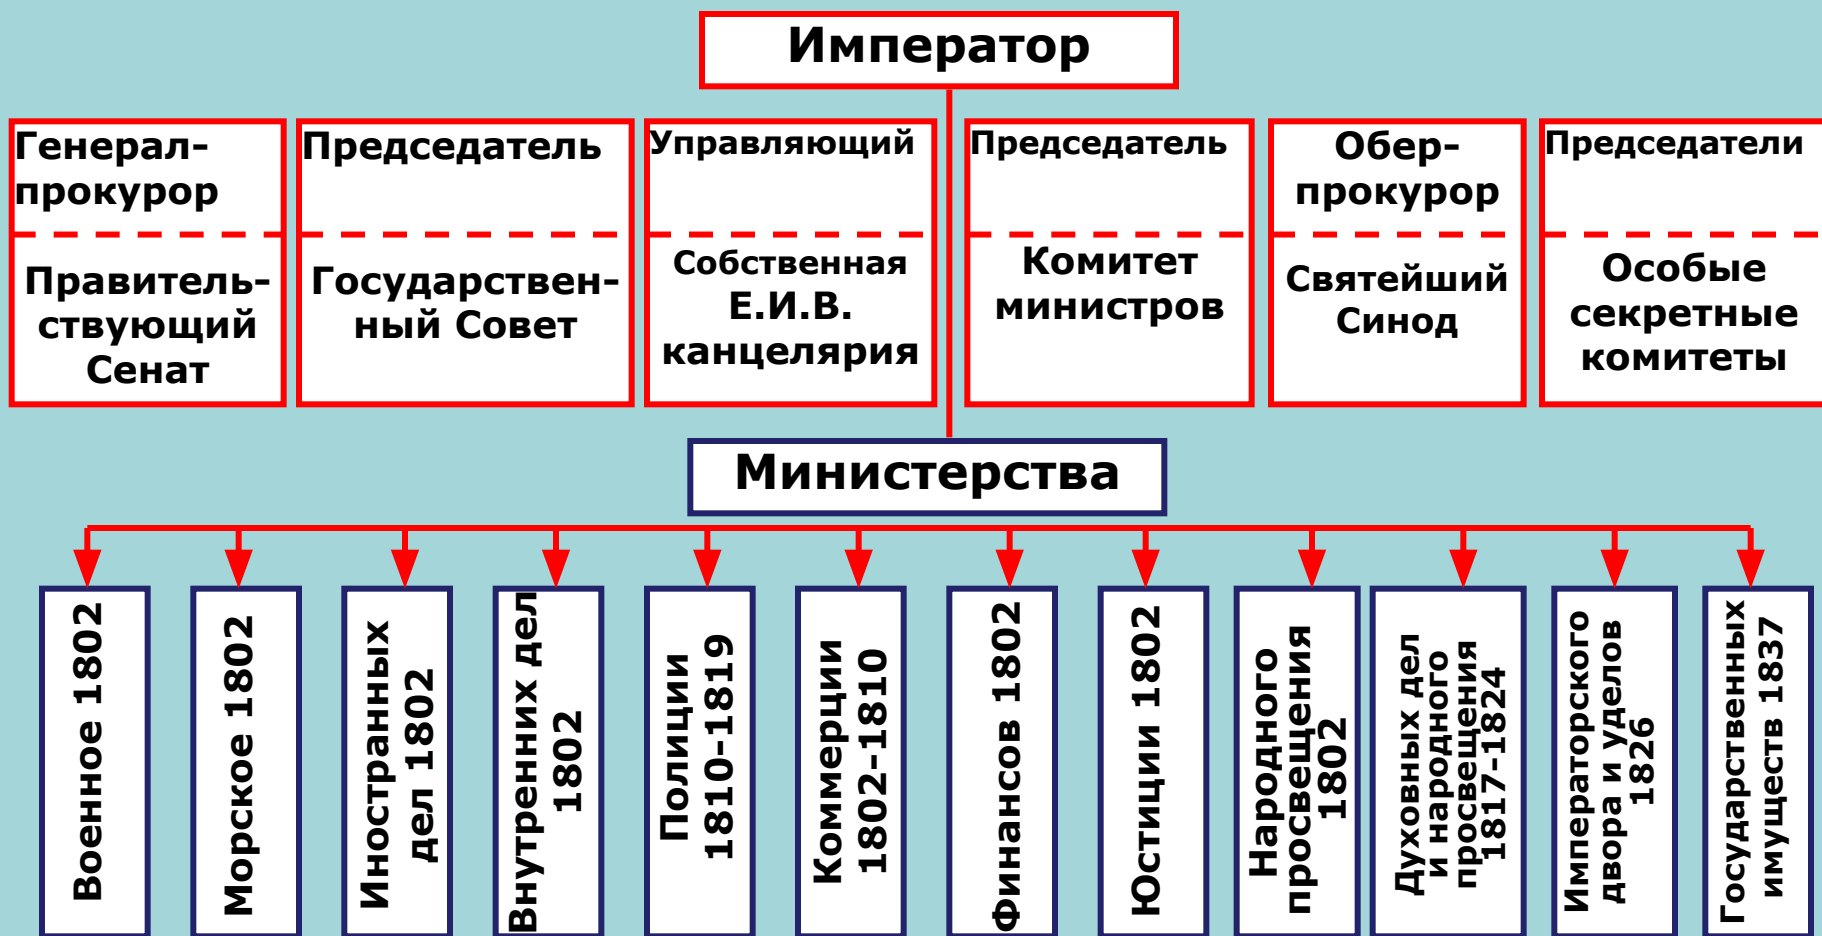 Император
Генерал-
прокурор
Правитель-
ствующий
Сенат
Председатель
Государствен-
ный Совет
Управляющий
Собственная
Е.И.В.
канцелярия
Председатель
Комитет
министров
Обер-
прокурор
Святейший
Синод
Председатели
Особые
секретные
комитеты
Министерства
Военное 1802
Морское 1802
Иностранных
дел 1802
Внутренних дел
1802
Полиции
1810-1819
Коммерции
1802-1810
Финансов 1802
Юстиции 1802
Народного
просвещения
1802
Духовных дел
и народного
просвещения
1817-1824
Императорского
двора и уделов
1826
Государственных
имуществ 1837